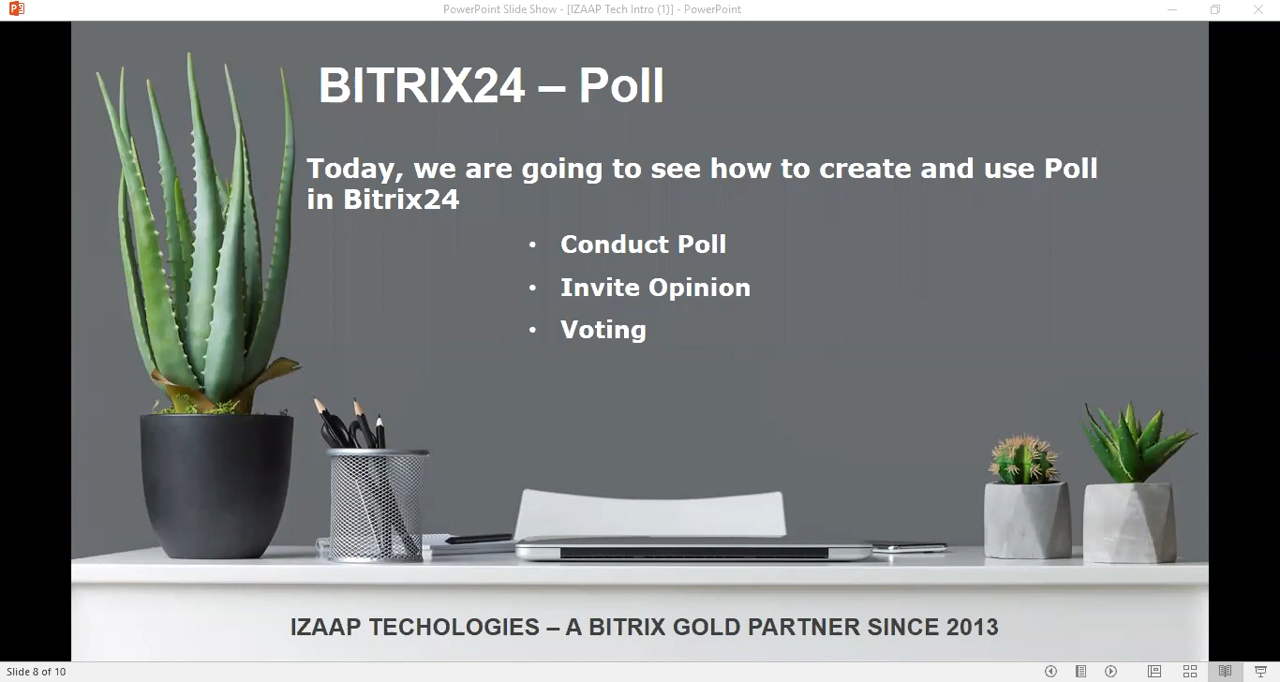 PowerPoint Slide Show - [IZAAP Tech Intro (1)] - PowerPoint
BITRIX24 – Poll
Today, we are going to see how to create and use Poll
in Bitrix24
• Conduct Poll
• Invite Opinion
• Voting
IZAAP TECHOLOGIES – A BITRIX GOLD PARTNER SINCE 2013
Slide 8 of 10